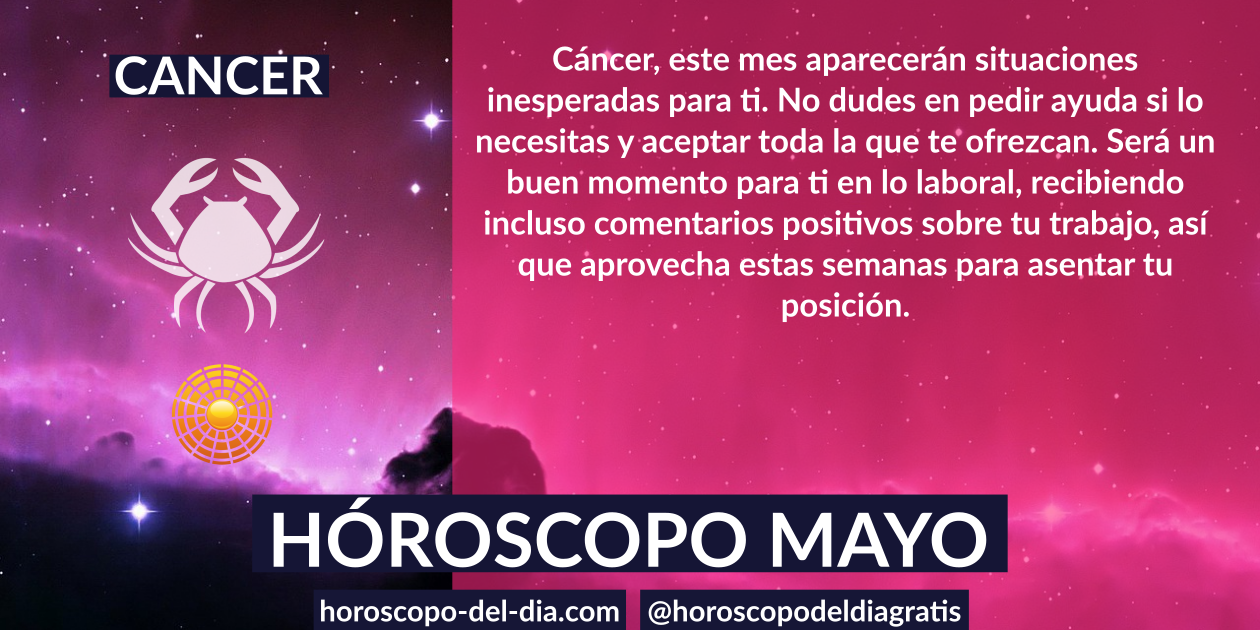 CANCER
Cáncer, este mes aparecerán situaciones
inesperadas para ti. No dudes en pedir ayuda si lo
necesitas y aceptar toda la que te ofrezcan. Será un
buen momento para ti en lo laboral, recibiendo
incluso comentarios positivos sobre tu trabajo, así
que aprovecha estas semanas para asentar tu
posición.
HÓROSCOPO MAYO
horoscopo-del-dia.com
@horoscopodeldiagratis